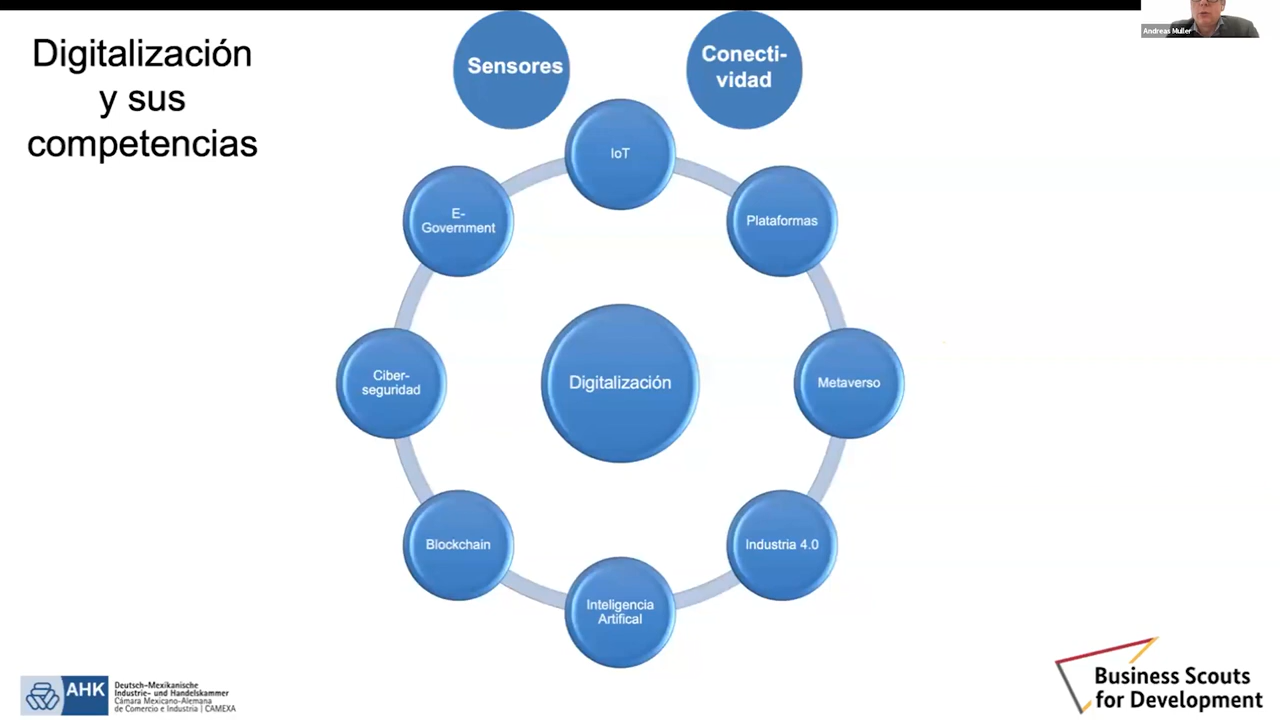 Digitalización
y sus
competencias
Sensores
Conecti-
vidad
Andreas Muller
IoT
E-
Government
Plataformas
Ciber-
seguridad
Digitalización
Metaverso
Blockchain
Industria 4.0
Inteligencia
Artifical
AHK
Deutsch-Mexikanische
Industrie- und Handelskammer
Cámara Mexicano-Alemana
de Comercio e Industria | CAMEXA
Business Scouts
for Development